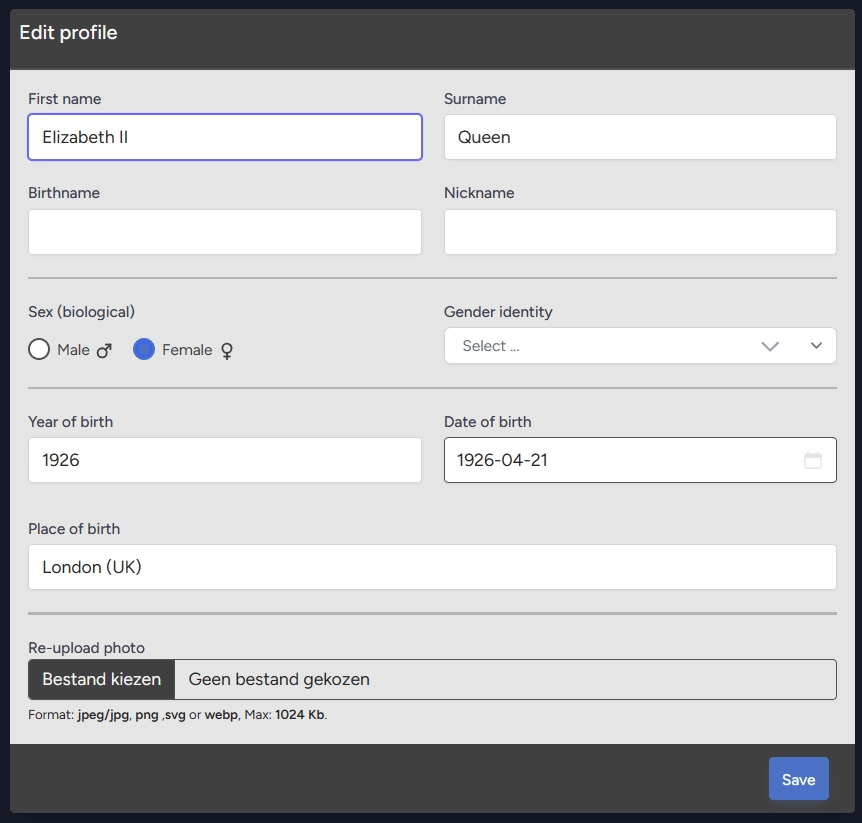 Edit profile
First name Surname
Elizabeth II Queen
Birthname Nickname
Sex (biological) Gender identity
Male ♂ Female ♀ Select ...
Year of birth Date of birth
1926 1926-04-21
Place of birth
London (UK)
Re-upload photo
Bestand kiezen Geen bestand gekozen
Format: jpeg/jpg, png ,svg or webp, Max: 1024 Kb.
Save